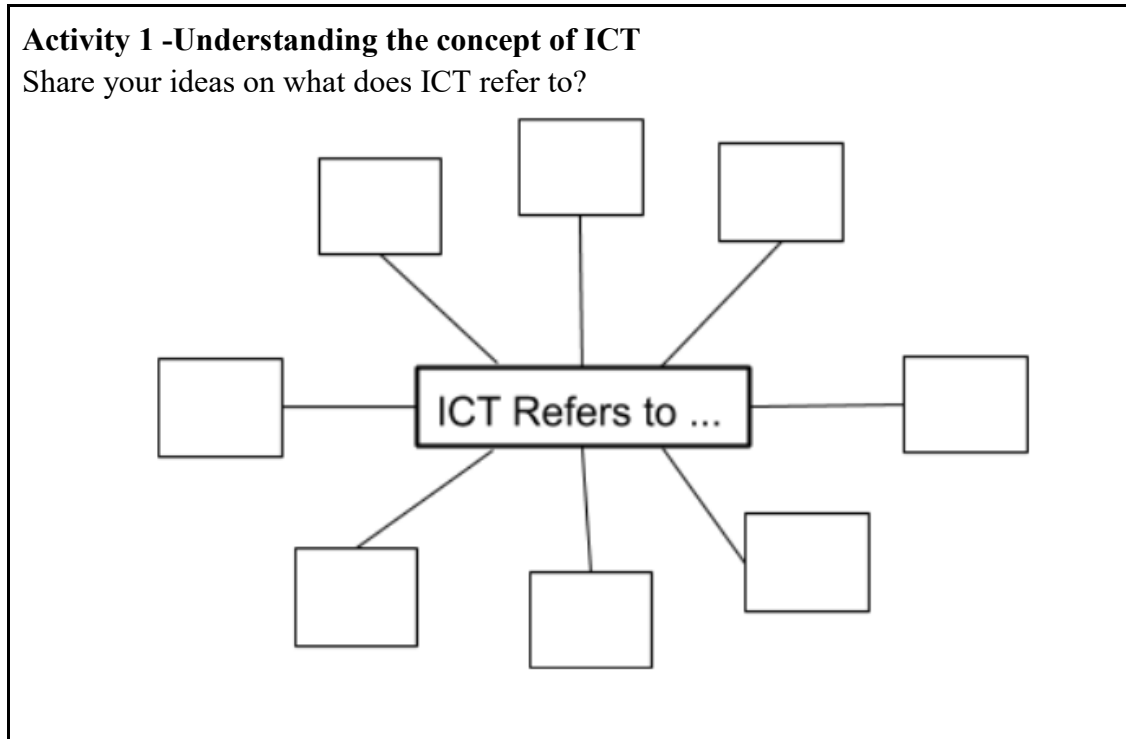 Activity 1 -Understanding the concept of ICT
Share your ideas on what does ICT refer to?
ICT Refers to ...